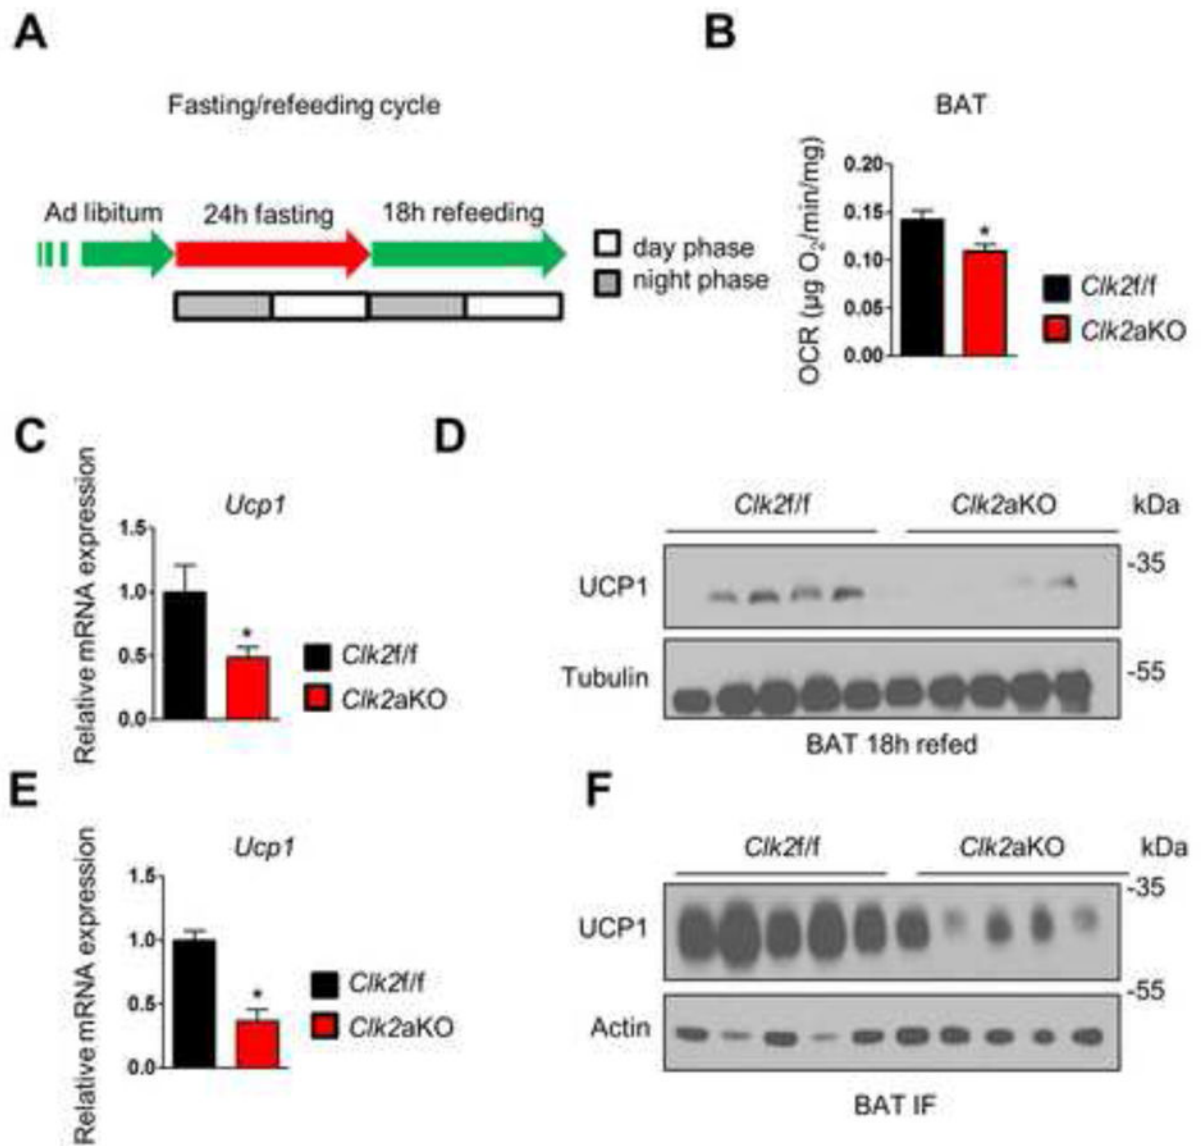 A
Fasting/refeeding cycle
Ad libitum
24h fasting
18h refeeding
day phase
night phase
B
BAT
OCR (µg O2/min/mg)
0.20
0.15
0.10
0.05
0.00
*
Clk2f/f
Clk2aKO
C
Ucp1
Relative mRNA expression
1.5
1.0
0.5
0.0
*
Clk2f/f
Clk2aKO
D
Clk2f/f
Clk2aKO
kDa
UCP1
-35
Tubulin
-55
BAT 18h refed
E
Ucp1
Relative mRNA expression
1.5
1.0
0.5
0.0
*
Clk2f/f
Clk2aKO
F
Clk2f/f
Clk2aKO
kDa
-35
UCP1
-55
Actin
BAT IF